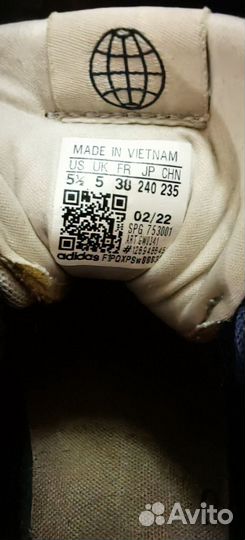 MADE IN VIETNAM
US UK FR JP CHN
5½ 5 38 240 235
02/22
SPG 753001
ART
adidas
Avito